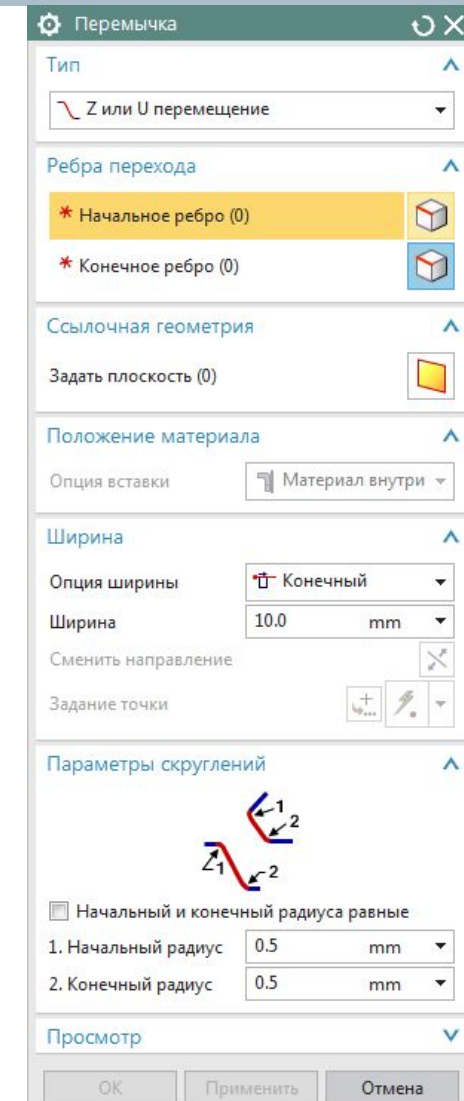 Перемычка
Тип
Z или U перемещение
Ребра перехода
* Начальное ребро (0)
* Конечное ребро (0)
Ссылочная геометрия
Задать плоскость (0)
Положение материала
Опция вставки Материал внутри
Ширина
Опция ширины Конечный
Ширина 10.0 mm
Сменить направление
Задание точки
Параметры скруглений
1
2
1
2
Начальный и конечный радиуса равные
1. Начальный радиус 0.5 mm
2. Конечный радиус 0.5 mm
Просмотр
ОК Применить Отмена